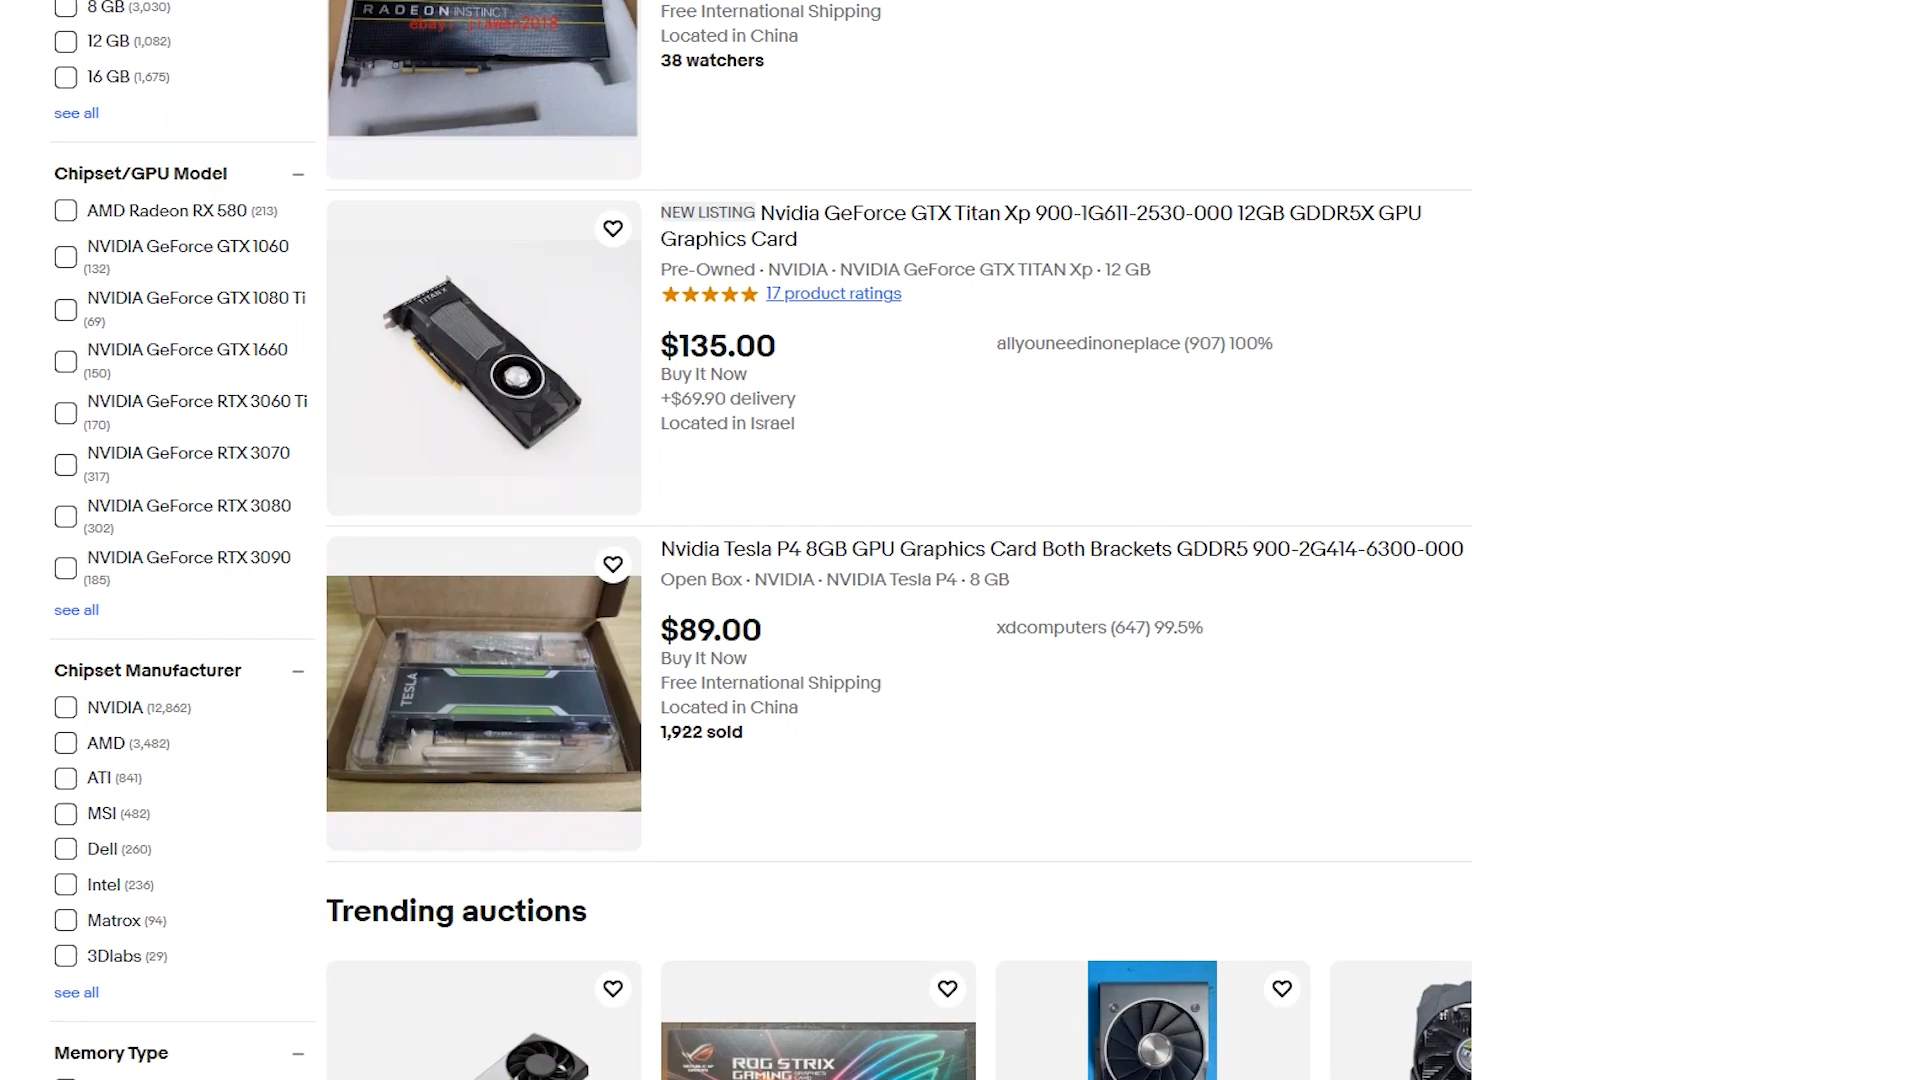 8 GB (3,030)
12 GB (1,082)
16 GB (1,675)
see all
Chipset/GPU Model
AMD Radeon RX 580 (213)
NVIDIA GeForce GTX 1060
(132)
NVIDIA GeForce GTX 1080 Ti
(69)
NVIDIA GeForce GTX 1660
(150)
NVIDIA GeForce RTX 3060 Ti
(170)
NVIDIA GeForce RTX 3070
(317)
NVIDIA GeForce RTX 3080
(302)
NVIDIA GeForce RTX 3090
(185)
see all
Chipset Manufacturer
NVIDIA (12,862)
AMD (3,482)
ATI (841)
MSI (482)
Dell (260)
Intel (236)
Matrox (94)
3Dlabs (29)
see all
Memory Type
RADEON INSTINCT
Free International Shipping
Located in China
38 watchers
TITAN X
NEW LISTING Nvidia GeForce GTX Titan Xp 900-1G611-2530-000 12GB GDDR5X GPU
Graphics Card
Pre-Owned · NVIDIA · NVIDIA GeForce GTX TITAN Xp · 12 GB
17 product ratings
$135.00
allyouneedinoneplace (907) 100%
Buy It Now
+$69.90 delivery
Located in Israel
TESLA
Nvidia Tesla P4 8GB GPU Graphics Card Both Brackets GDDR5 900-2G414-6300-000
Open Box · NVIDIA · NVIDIA Tesla P4 · 8 GB
$89.00
xdcomputers (647) 99.5%
Buy It Now
Free International Shipping
Located in China
1,922 sold
Trending auctions
ROG STRIX
GAMING GRAPHICS CARD